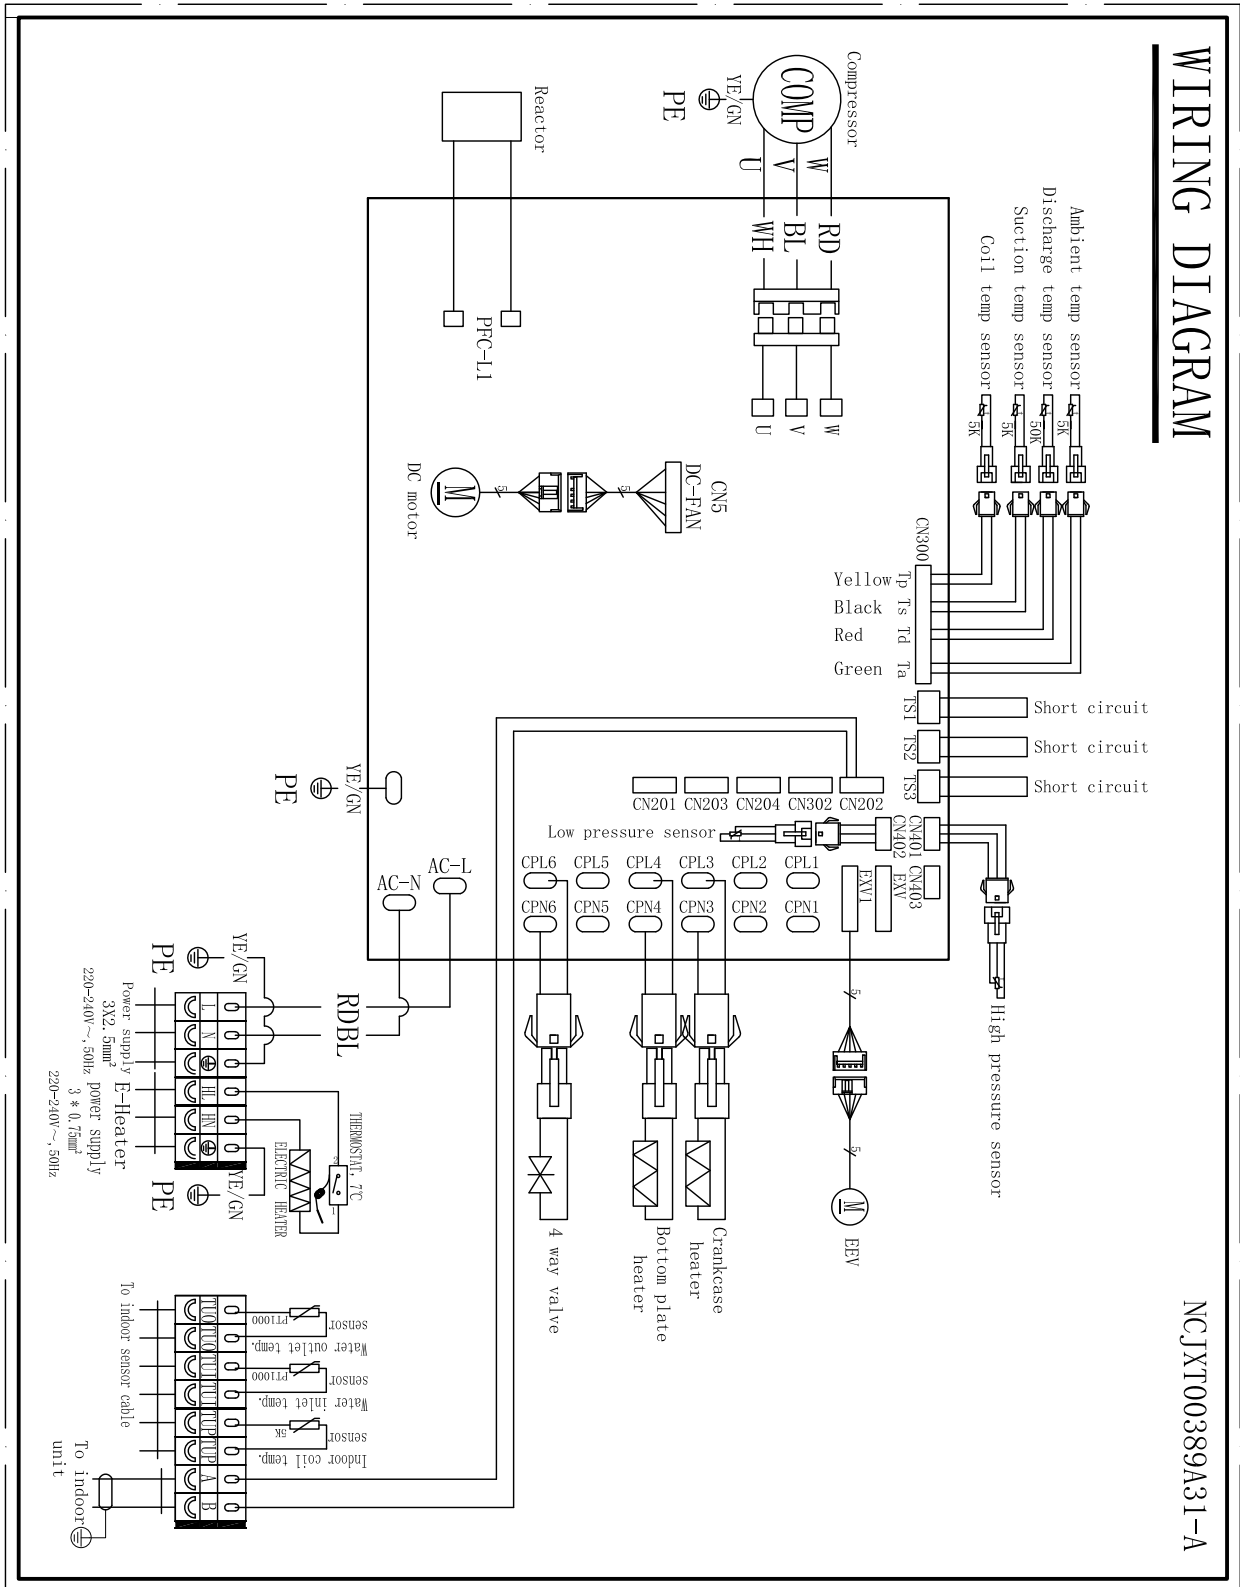 WIRING DIAGRAM
NCJXT00389A31-A
Compressor
COMP
YE/GN
PE
W
V
U
RD
BL
WH
W
V
U
Reactor
PFC-L1
Ambient temp sensor
Discharge temp sensor
Suction temp sensor
Coil temp sensor
5K
50K
5K
5K
CN300
Yellow Tp
Black Ts
Red Td
Green Ta
TS1 Short circuit
TS2 Short circuit
TS3 Short circuit
CN5
DC-FAN
5
5
M
DC motor
YE/GN
PE
CN201 CN203 CN204 CN302 CN202
Low pressure sensor
CN401
CN402
CN403
EXV
EXV1
High pressure sensor
CPL6 CPL5 CPL4 CPL3 CPL2 CPL1
CPN6 CPN5 CPN4 CPN3 CPN2 CPN1
AC-L
AC-N
5
5
M
EEV
Crankcase
heater
Bottom plate
heater
4 way valve
RD
BL
YE/GN
PE
L
N
HL
HN
Power supply
3X2.5mm²
220-240V~,50Hz
E-Heater
power supply
3 * 0.75mm²
220-240V~,50Hz
YE/GN
PE
THERMOSTAT, 7℃
2
1
ELECTRIC HEATER
TUO
TUO
TUI
TUI
TUP
TUP
A
B
PT1000
Water outlet temp.
sensor
PT1000
Water inlet temp.
sensor
5K
Indoor coil temp.
sensor
To indoor sensor cable
To indoor
unit